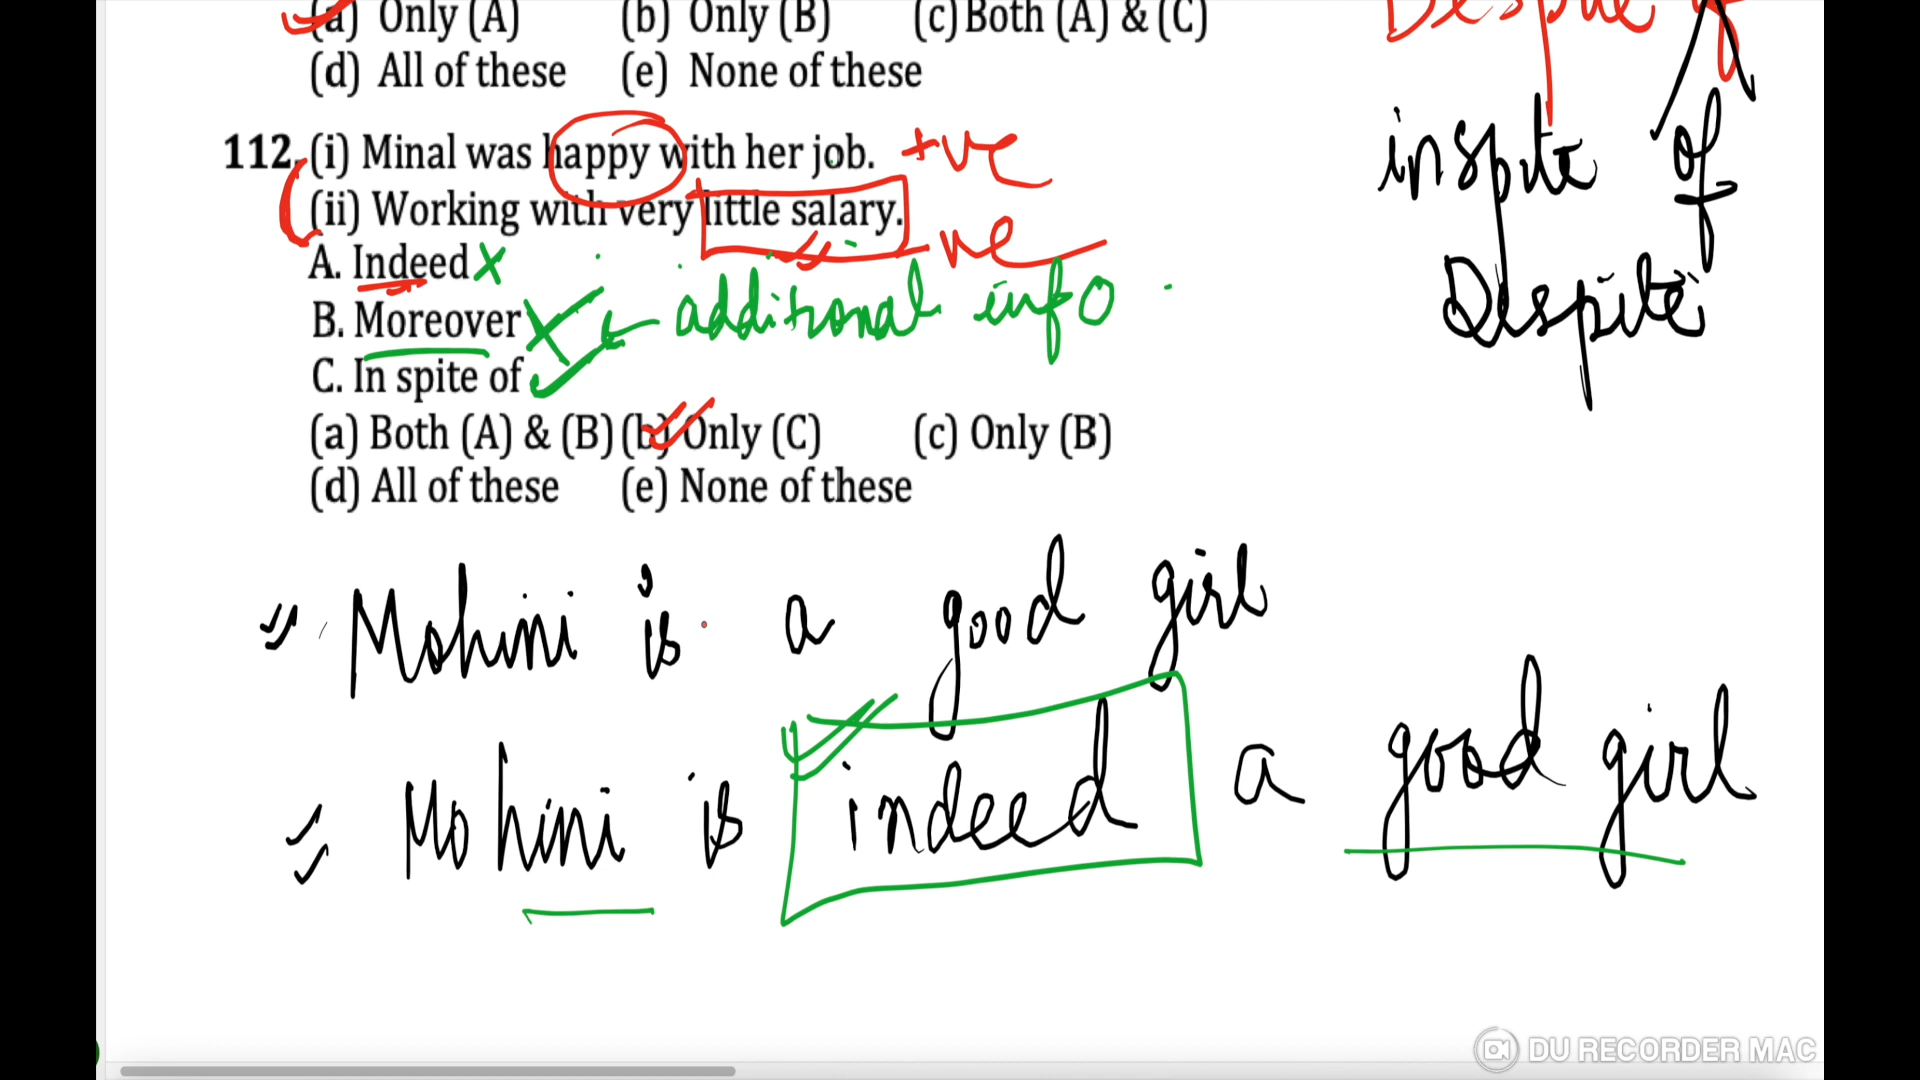 (a) Only (A) (b) Only (B) (c) Both (A) & (C)
(d) All of these (e) None of these
Despite of
inspite of
Despite
112. (i) Minal was happy with her job. +ve
(ii) Working with very little salary. -ve
A. Indeed
B. Moreover additional info
C. In spite of
(a) Both (A) & (B) (b) Only (C) (c) Only (B)
(d) All of these (e) None of these
Mohini is a good girl
Mohini is indeed a good girl
DU RECORDER MAC